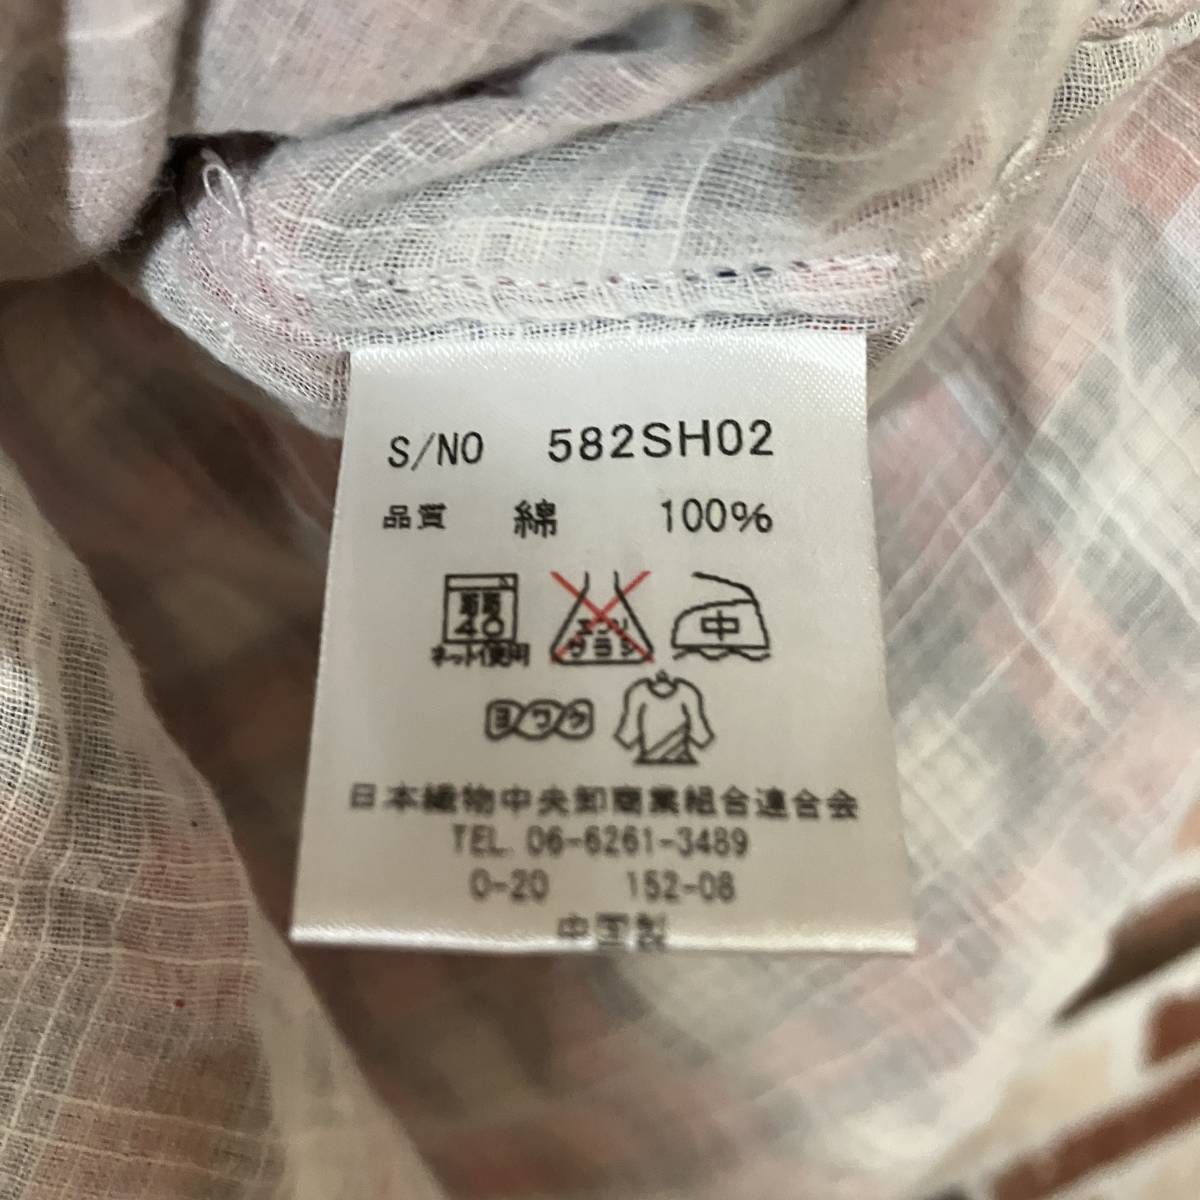 S/NO 582SH02
品質 綿 100%
弱 40
ネット使用
エンソ
サラシ
中
ヨワク
日本織物中央卸商業組合連合会
TEL. 06-6261-3489
0-20 152-08
中国製